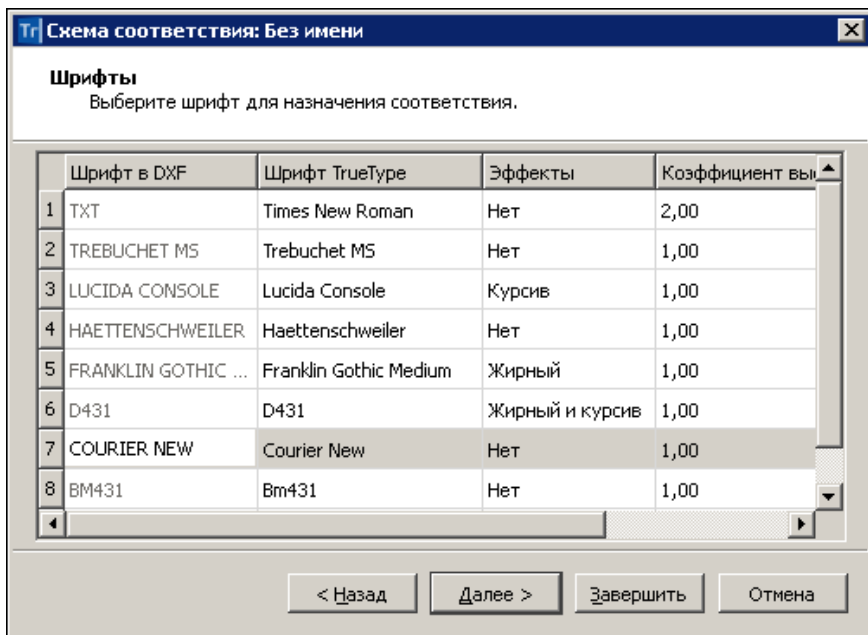 Tr Схема соответствия: Без имени
Шрифты
Выберите шрифт для назначения соответствия.
Шрифт в DXF Шрифт TrueType Эффекты Коэффициент
1 TXT Times New Roman Нет 2,00
2 TREBUCHET MS Trebuchet MS Нет 1,00
3 LUCIDA CONSOLE Lucida Console Курсив 1,00
4 HAETTENSCHWEILER Haettenschweiler Нет 1,00
5 FRANKLIN GOTHIC ... Franklin Gothic Medium Жирный 1,00
6 D431 D431 Жирный и курсив 1,00
7 COURIER NEW Courier New Нет 1,00
8 BM431 Bm431 Нет 1,00
< Назад Далее > Завершить Отмена